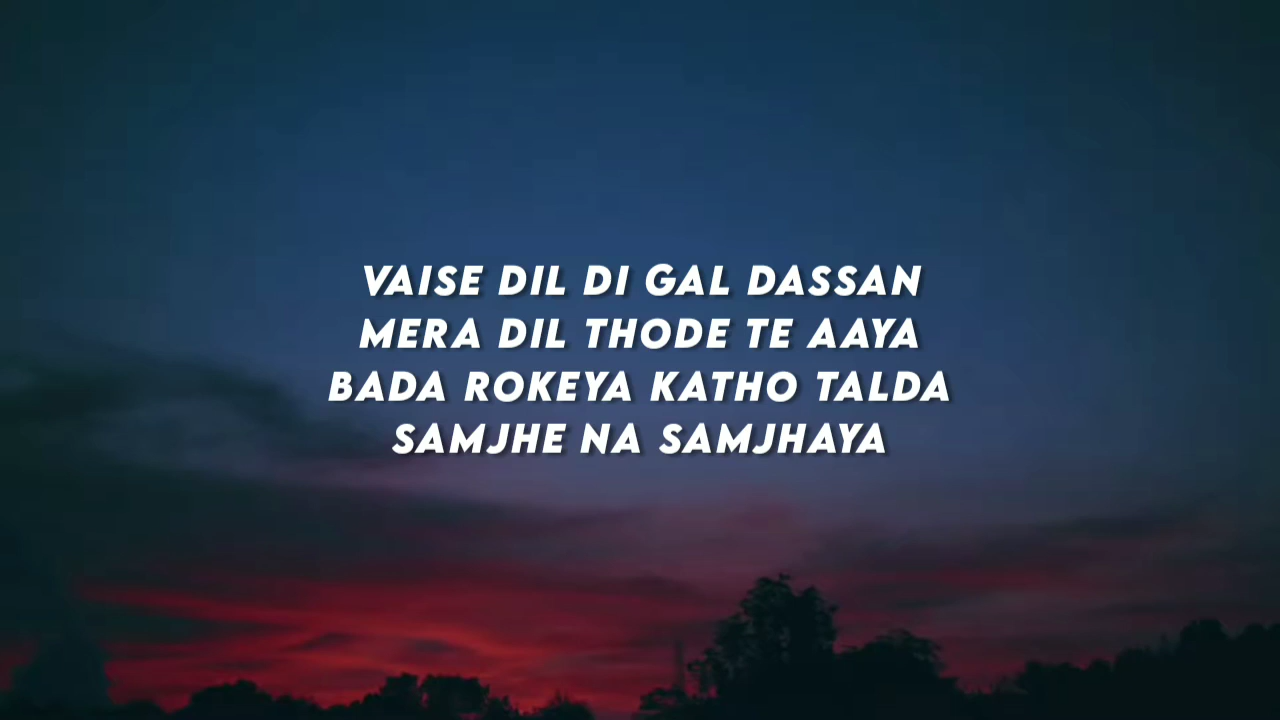 VAISE DIL DI GAL DASSAN
MERA DIL THODE TE AAYA
BADA ROKEYA KATHO TALDA
SAMJHE NA SAMJHAYA